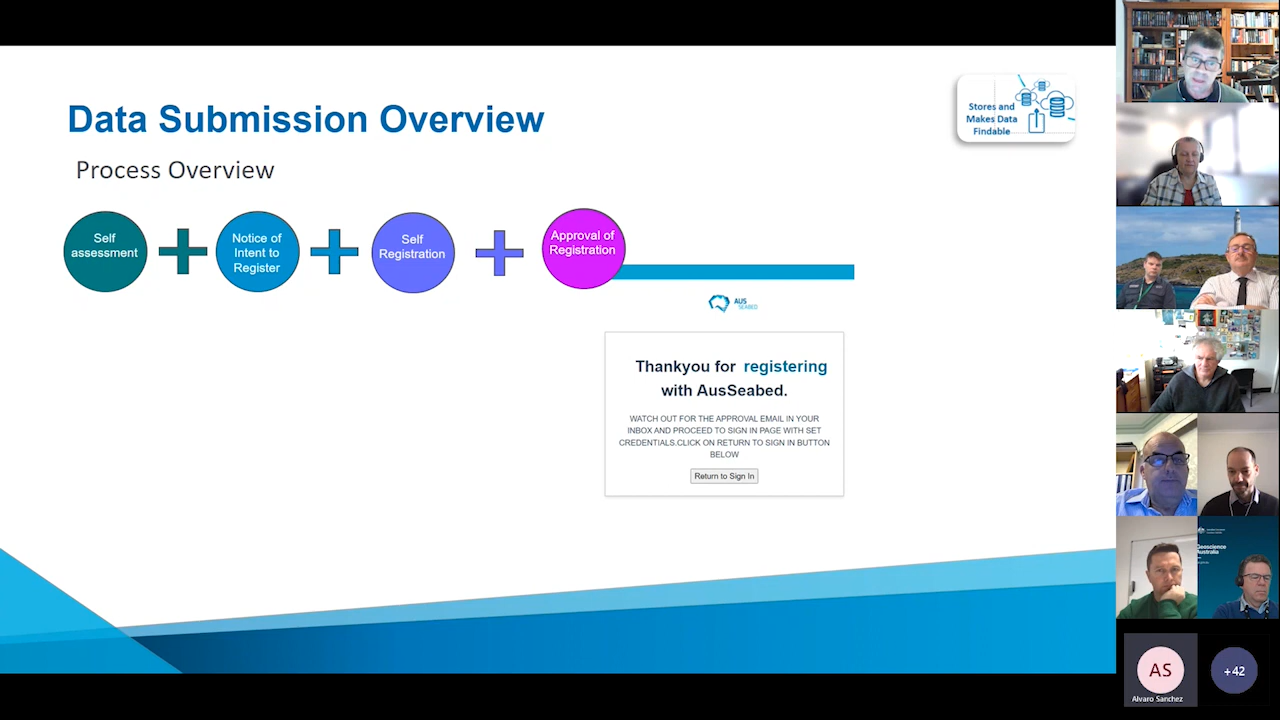 Data Submission Overview
Process Overview
Stores and
Makes Data
Findable
Self
assessment
Notice of
Intent to
Register
Self
Registration
Approval of
Registration
AUS
SEABED
Thankyou for registering
with AusSeabed.
WATCH OUT FOR THE APPROVAL EMAIL IN YOUR
INBOX AND PROCEED TO SIGN IN PAGE WITH SET
CREDENTIALS.CLICK ON RETURN TO SIGN IN BUTTON
BELOW
Return to Sign In
Geoscience
Australia
AS
Alvaro Sanchez
+42